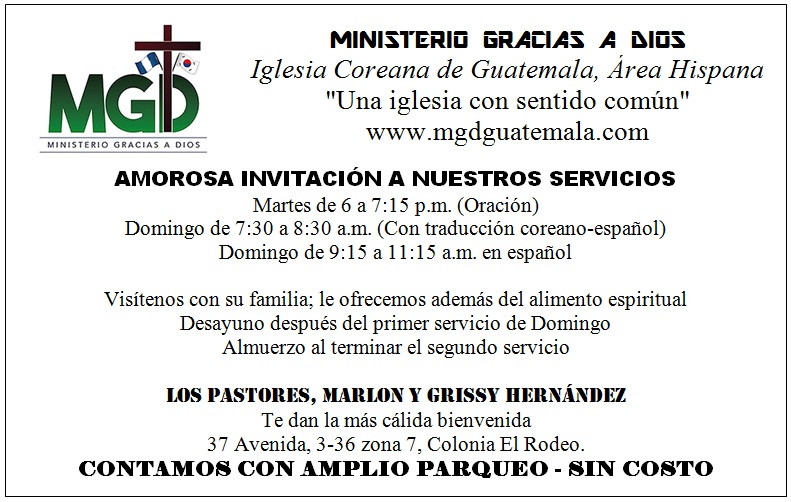 MGD
MINISTERIO GRACIAS A DIOS
MINISTERIO GRACIAS A DIOS
Iglesia Coreana de Guatemala, Área Hispana
"Una iglesia con sentido común"
www.mgdguatemala.com
AMOROSA INVITACIÓN A NUESTROS SERVICIOS
Martes de 6 a 7:15 p.m. (Oración)
Domingo de 7:30 a 8:30 a.m. (Con traducción coreano-español)
Domingo de 9:15 a 11:15 a.m. en español
Visítenos con su familia; le ofrecemos además del alimento espiritual
Desayuno después del primer servicio de Domingo
Almuerzo al terminar el segundo servicio
LOS PASTORES, MARLON Y GRISSY HERNÁNDEZ
Te dan la más cálida bienvenida
37 Avenida, 3-36 zona 7, Colonia El Rodeo.
CONTAMOS CON AMPLIO PARQUEO - SIN COSTO